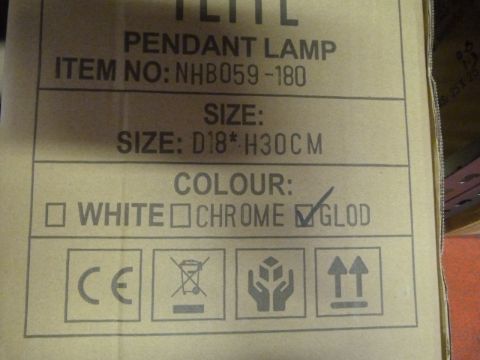 PENDANT LAMP
ITEM NO: NHB059-180
SIZE:
SIZE: D18* H30CM
COLOUR:
WHITE CHROME GLOD
CE